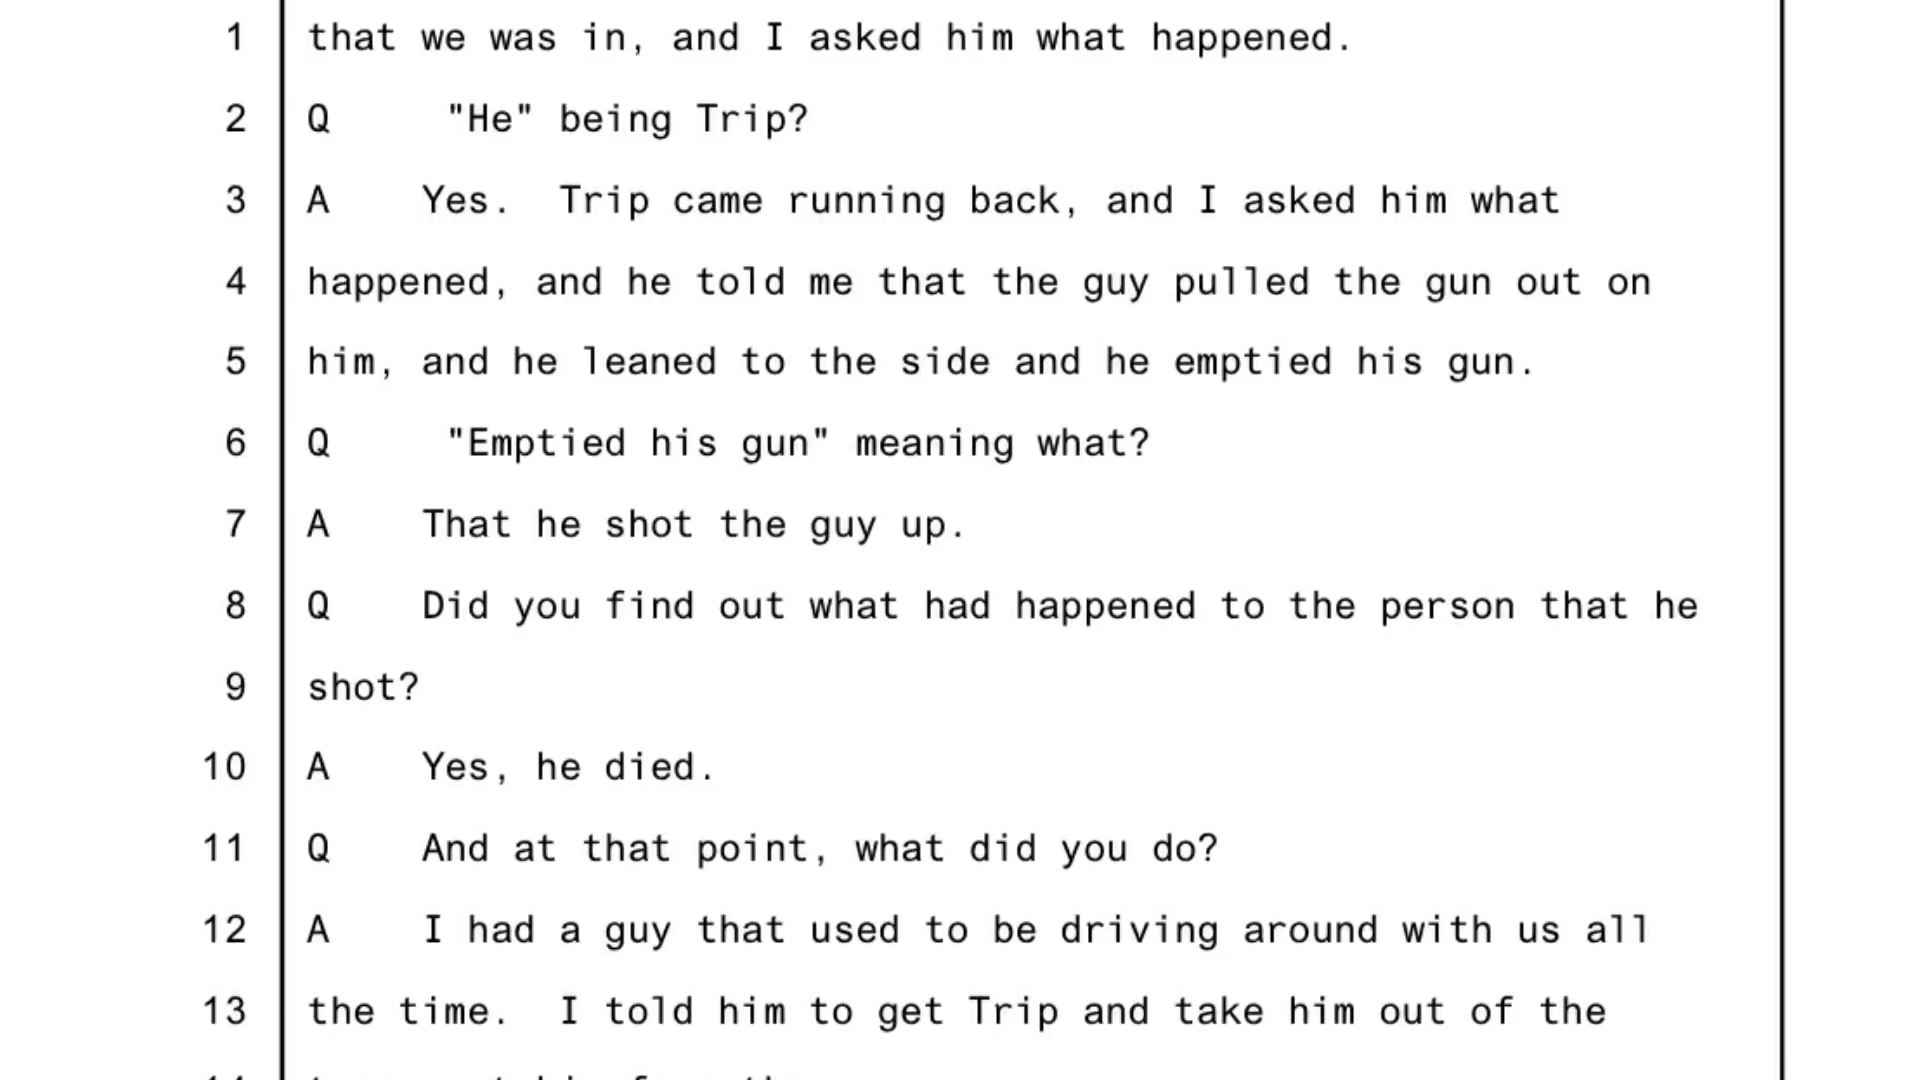 1 that we was in, and I asked him what happened.
2 Q "He" being Trip?
3 A Yes. Trip came running back, and I asked him what
4 happened, and he told me that the guy pulled the gun out on
5 him, and he leaned to the side and he emptied his gun.
6 Q "Emptied his gun" meaning what?
7 A That he shot the guy up.
8 Q Did you find out what had happened to the person that he
9 shot?
10 A Yes, he died.
11 Q And at that point, what did you do?
12 A I had a guy that used to be driving around with us all
13 the time. I told him to get Trip and take him out of the